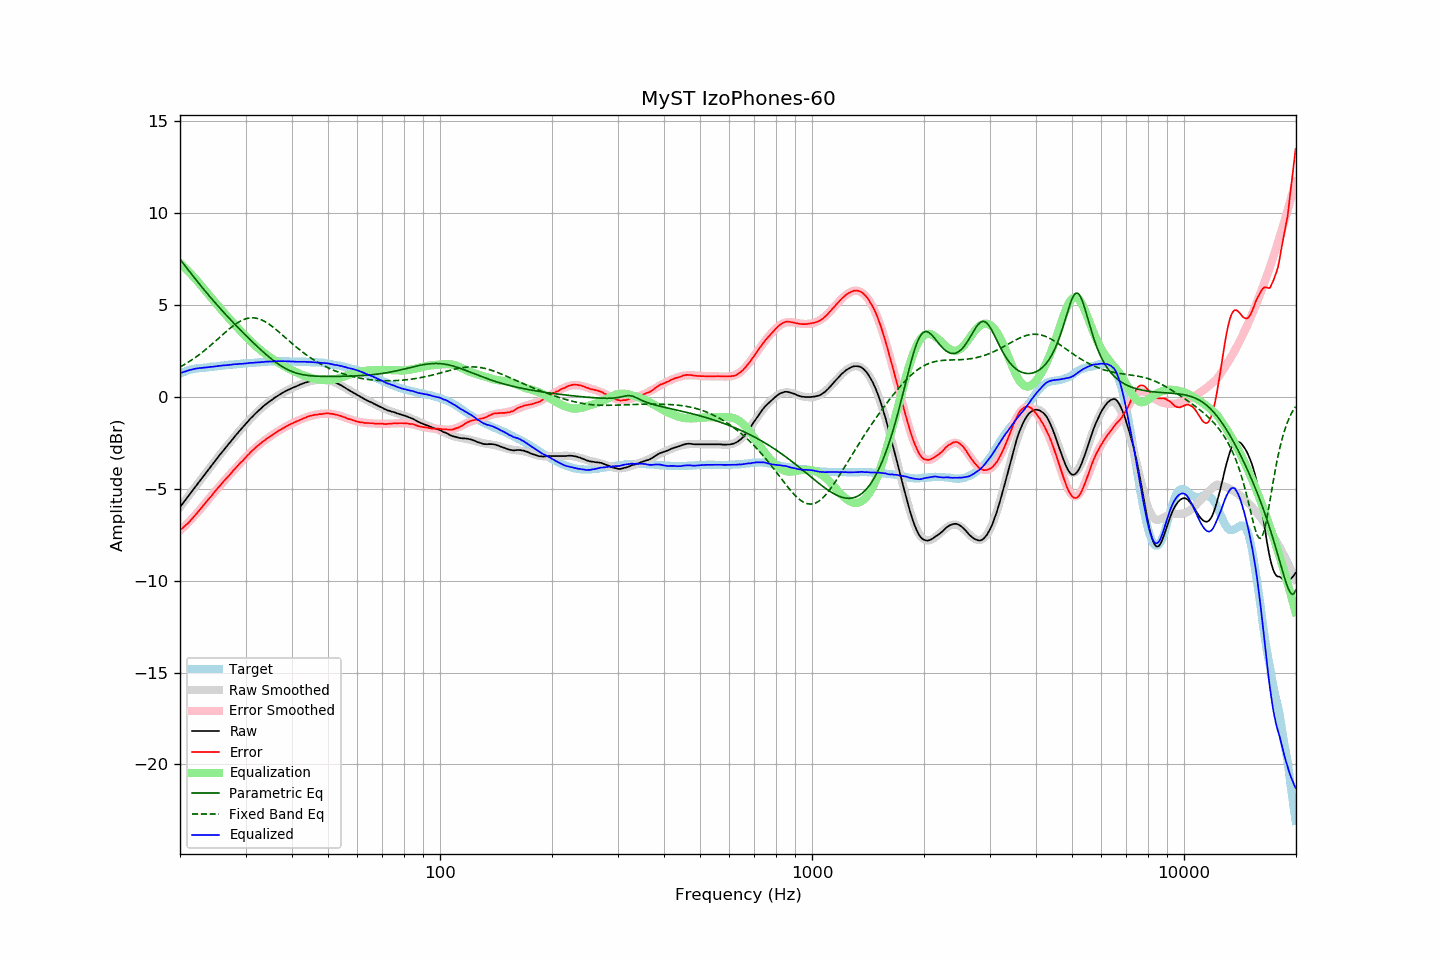 MyST IzoPhones-60
15
10
5
0
−5
−10
−15
−20
Amplitude (dBr)
Target
Raw Smoothed
Error Smoothed
Raw
Error
Equalization
Parametric Eq
Fixed Band Eq
Equalized
100
1000
10000
Frequency (Hz)